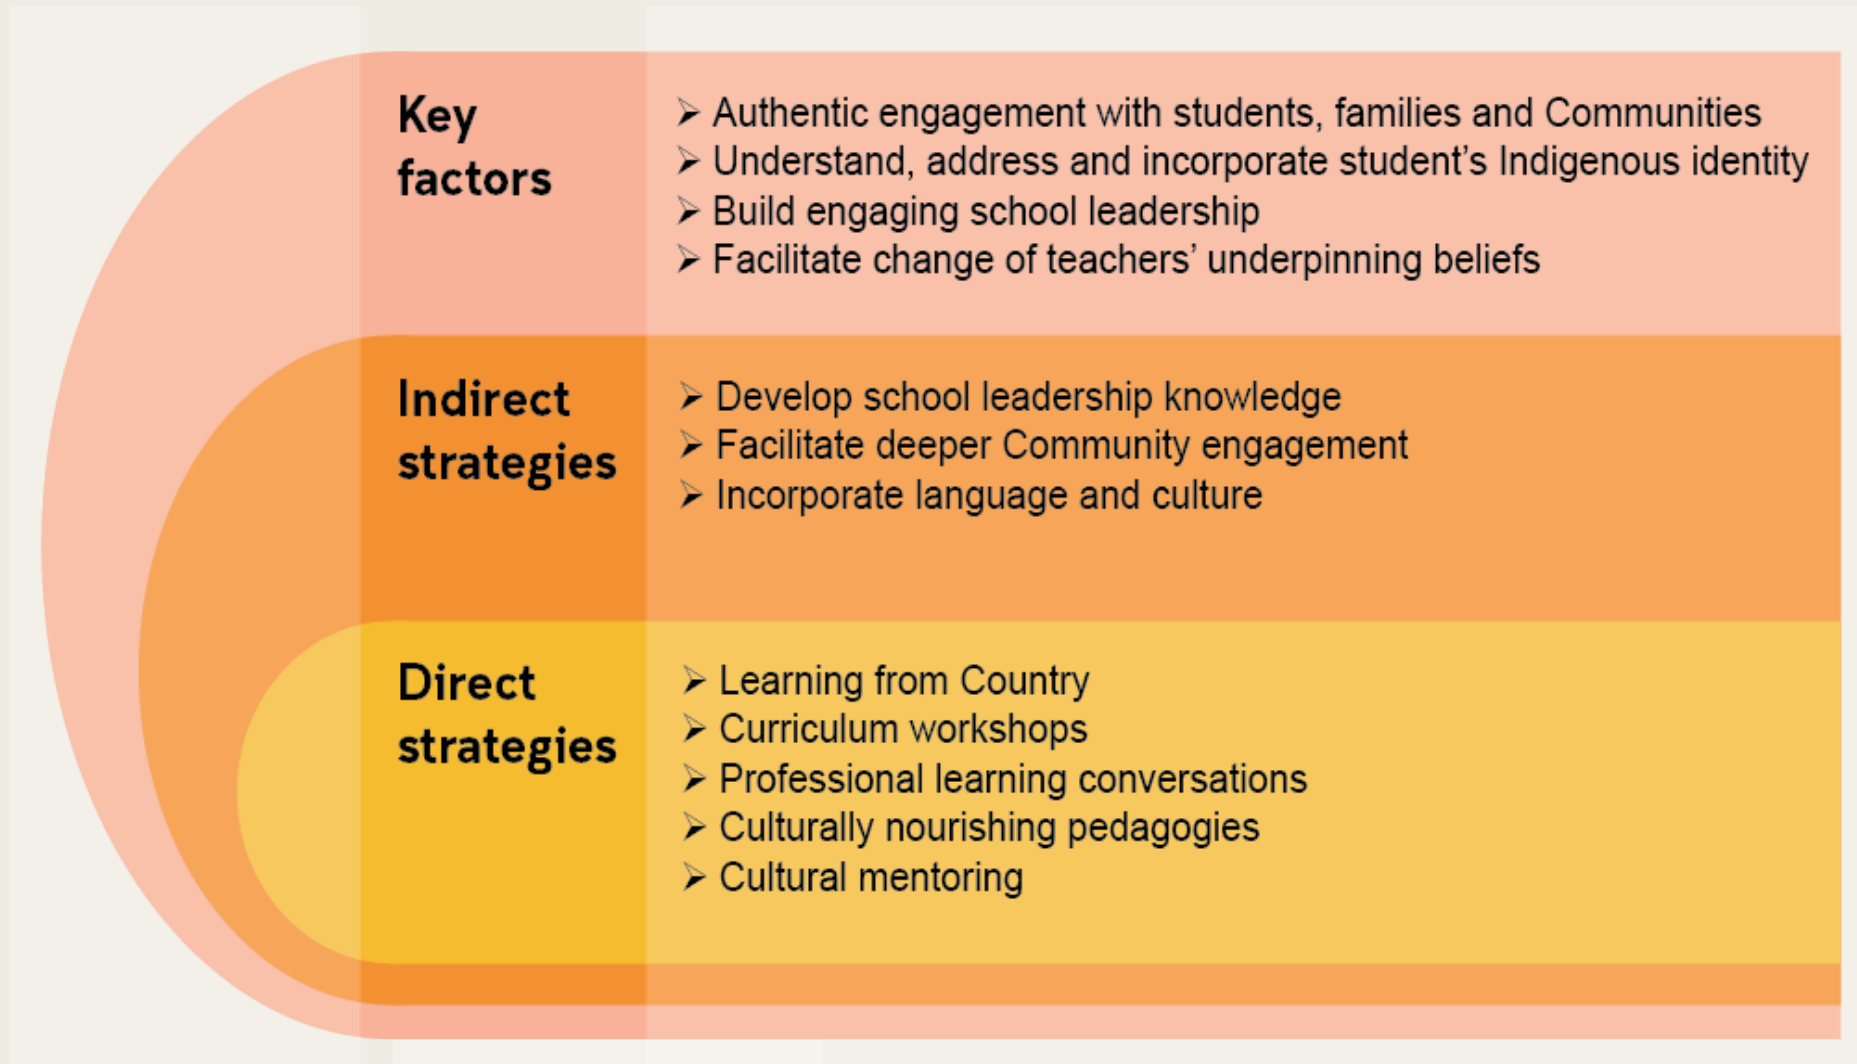 Key
factors
➢ Authentic engagement with students, families and Communities
➢ Understand, address and incorporate student’s Indigenous identity
➢ Build engaging school leadership
➢ Facilitate change of teachers’ underpinning beliefs
Indirect
strategies
➢ Develop school leadership knowledge
➢ Facilitate deeper Community engagement
➢ Incorporate language and culture
Direct
strategies
➢ Learning from Country
➢ Curriculum workshops
➢ Professional learning conversations
➢ Culturally nourishing pedagogies
➢ Cultural mentoring